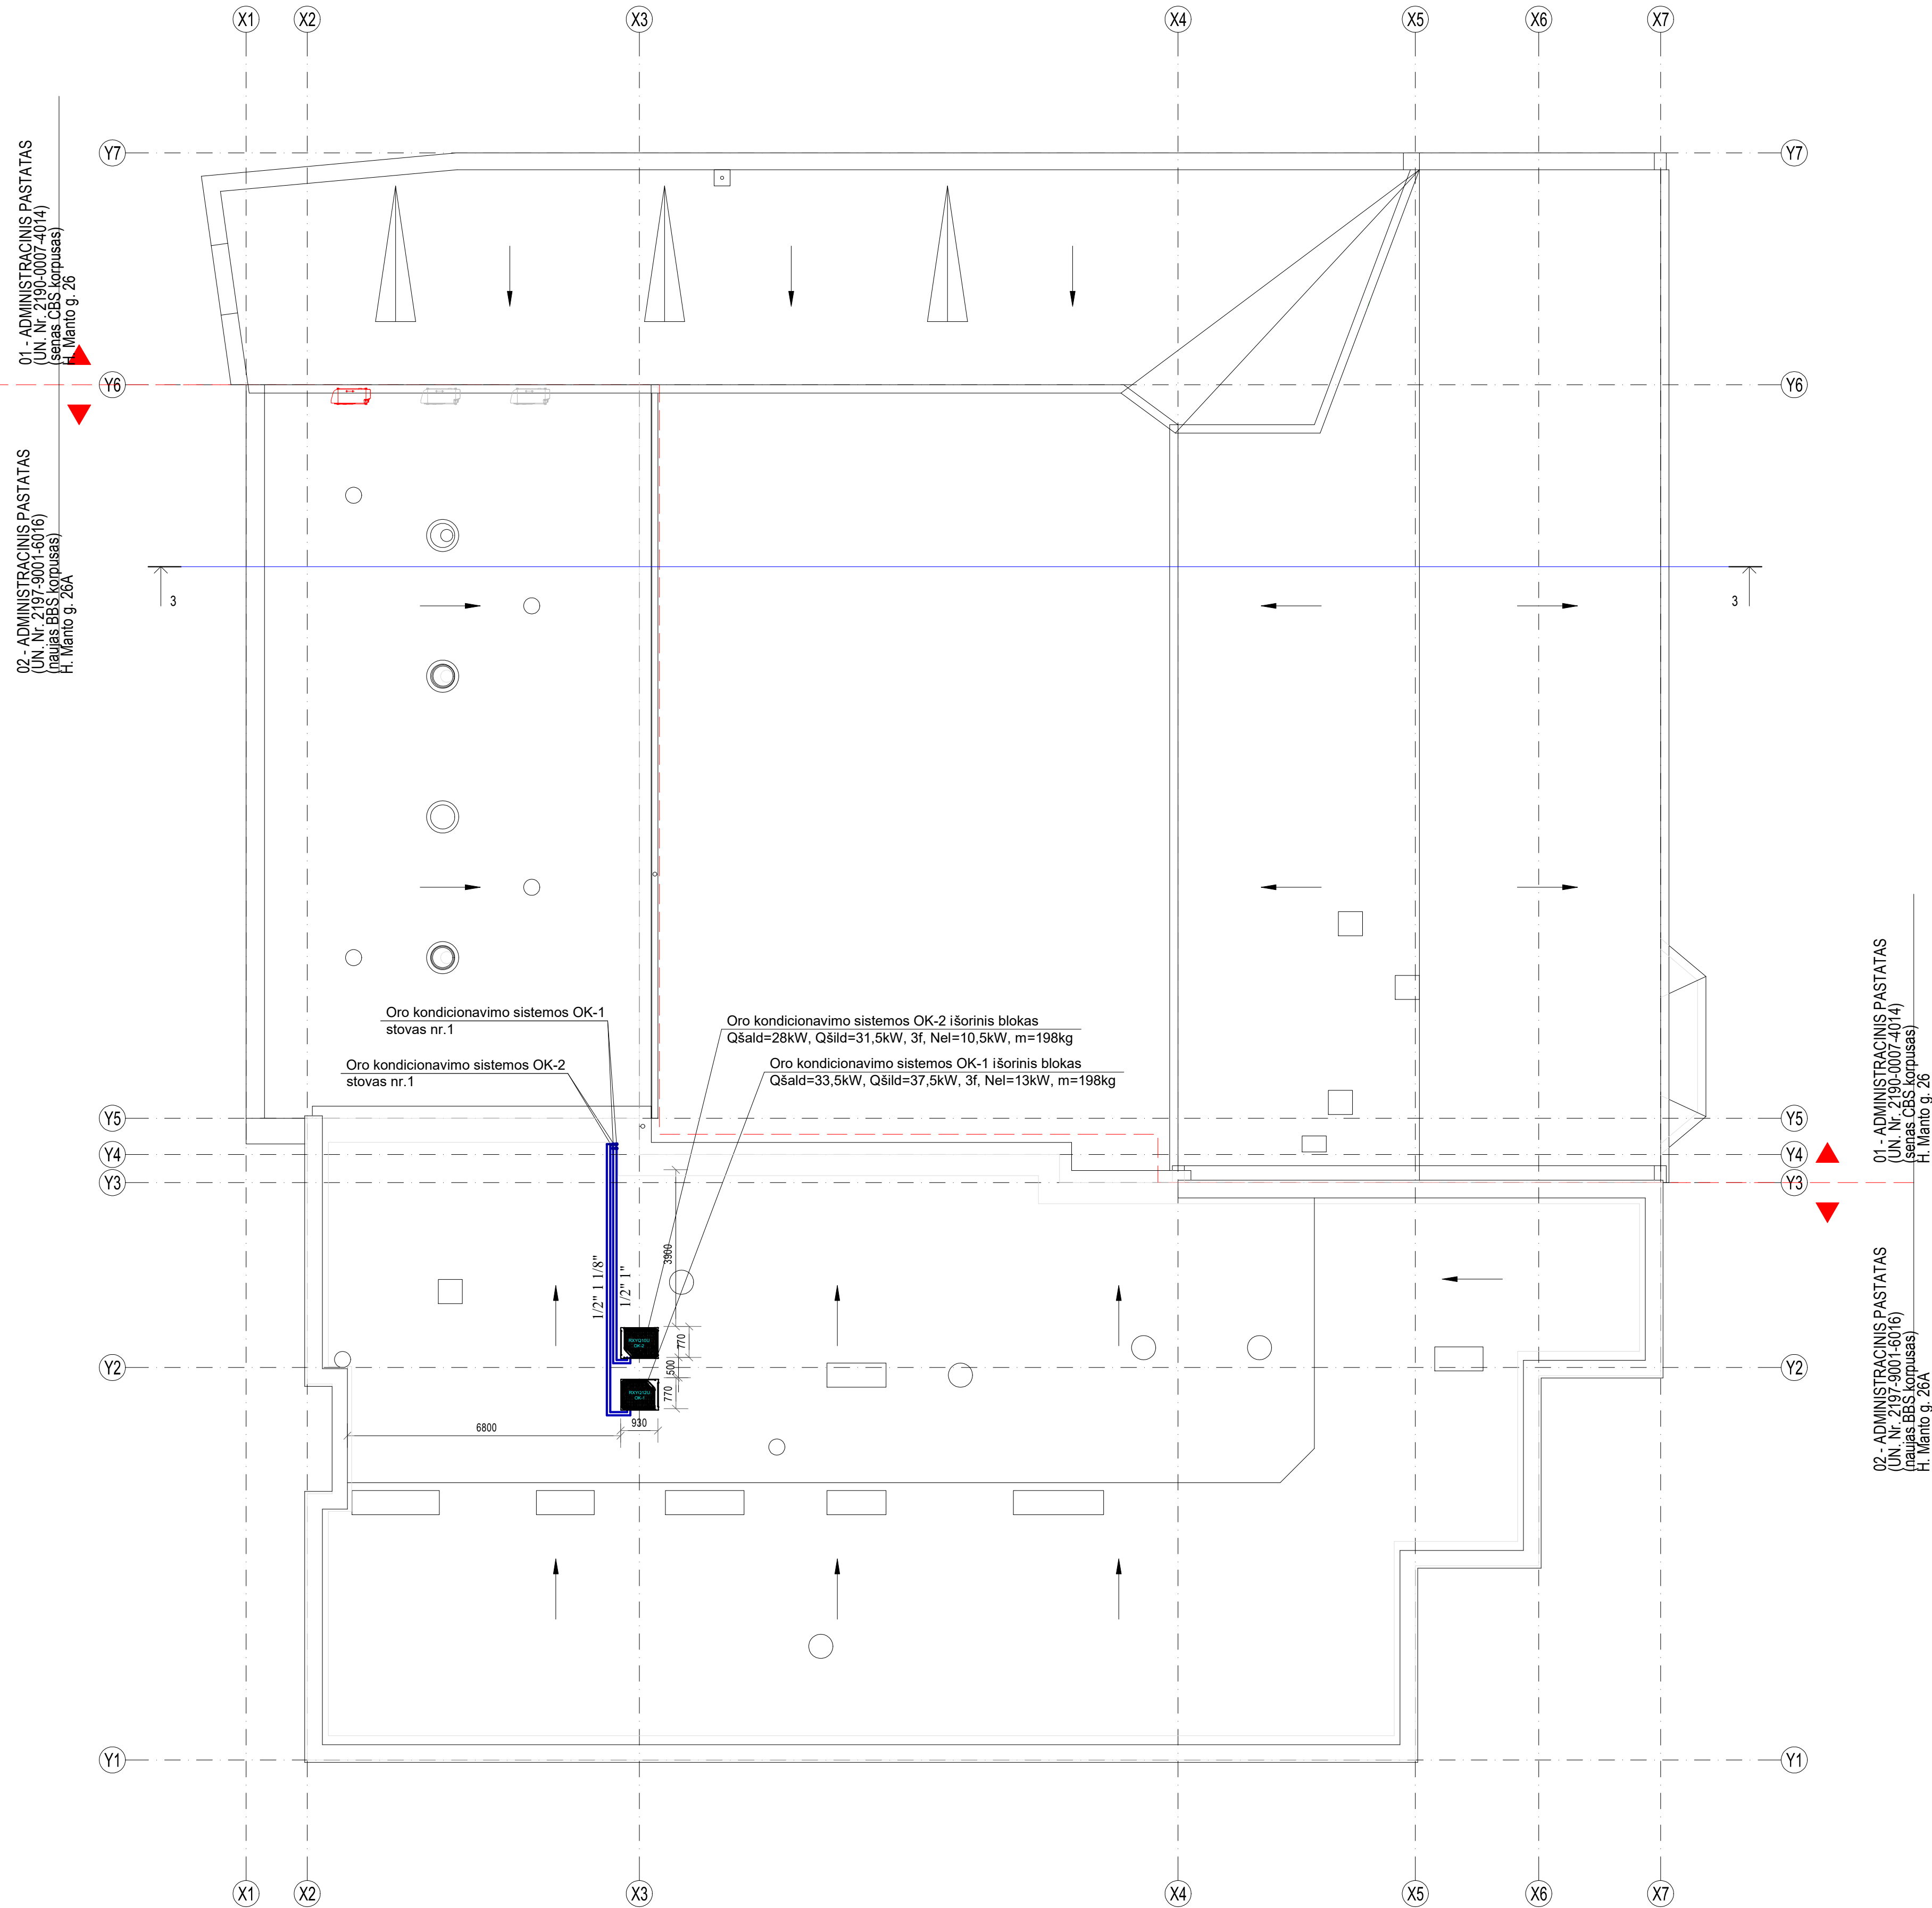 X1
X2
X3
X4
X5
X6
X7
Y7
Y7
01 - ADMINISTRACINIS PASTATAS
(UN. Nr. 2190-0007-4014)
(senas CBS korpusas)
H. Manto g. 26
Y6
Y6
02 - ADMINISTRACINIS PASTATAS
(UN. Nr. 2197-9001-6016)
(naujas BBS korpusas)
H. Manto g. 26A
3
3
Oro kondicionavimo sistemos OK-1
stovas nr.1
Oro kondicionavimo sistemos OK-2 išorinis blokas
Qšald=28kW, Qšild=31,5kW, 3f, Nel=10,5kW, m=198kg
Oro kondicionavimo sistemos OK-2
stovas nr.1
Oro kondicionavimo sistemos OK-1 išorinis blokas
Qšald=33,5kW, Qšild=37,5kW, 3f, Nel=13kW, m=198kg
01 - ADMINISTRACINIS PASTATAS
(UN. Nr. 2190-0007-4014)
(senas CBS korpusas)
H. Manto g. 26
Y5
Y5
Y4
Y4
Y3
Y3
02 - ADMINISTRACINIS PASTATAS
(UN. Nr. 2197-9001-6016)
(naujas BBS korpusas)
H. Manto g. 26A
1/2" 1 1/8"
1/2" 1"
3900
OK-2
770
500
Y2
Y2
OK-1
770
6800
930
Y1
Y1
X1
X2
X3
X4
X5
X6
X7